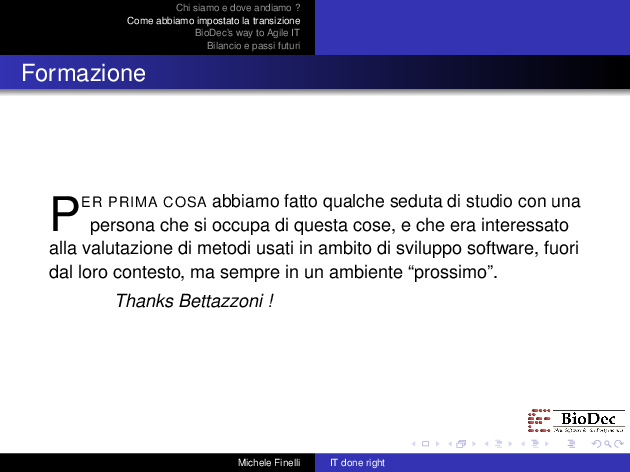 Chi siamo e dove andiamo ?
Come abbiamo impostato la transizione
BioDec's way to Agile IT
Bilancio e passi futuri
Formazione
PER PRIMA COSA abbiamo fatto qualche seduta di studio con una
persona che si occupa di questa cose, e che era interessato
alla valutazione di metodi usati in ambito di sviluppo software, fuori
dal loro contesto, ma sempre in un ambiente “prossimo”.
Thanks Bettazzoni !
BioDec
Michele Finelli
IT done right